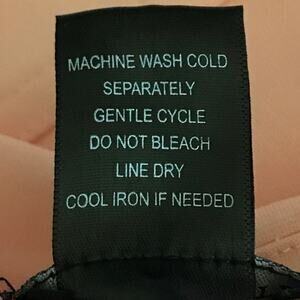 MACHINE WASH COLD
SEPARATELY
GENTLE CYCLE
DO NOT BLEACH
LINE DRY
COOL IRON IF NEEDED